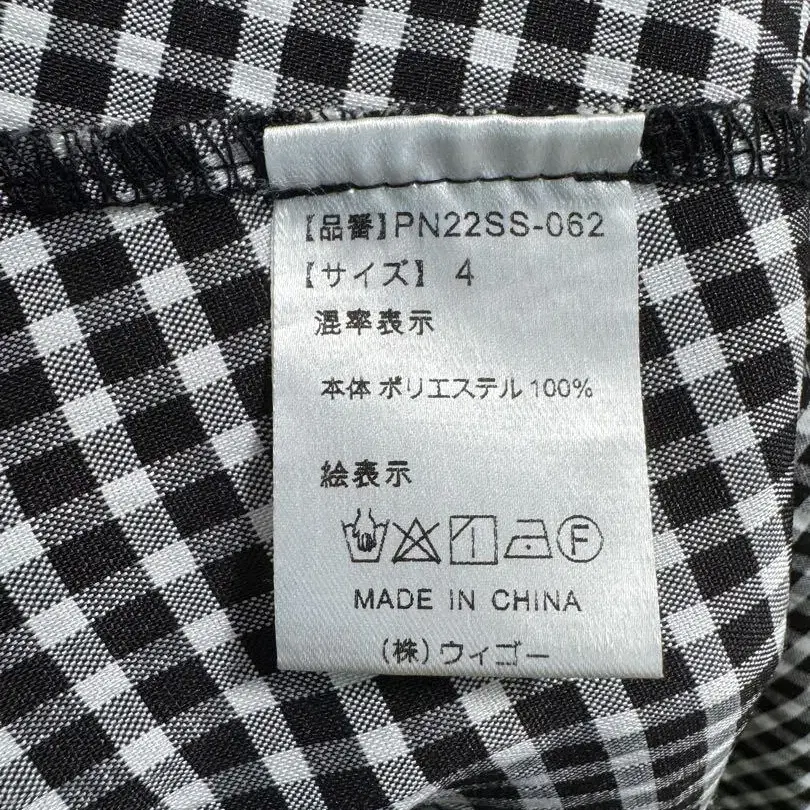 【品番】PN22SS-062
【サイズ】 4
混率表示
本体 ポリエステル 100%
絵表示
F
MADE IN CHINA
(株)ウィゴー